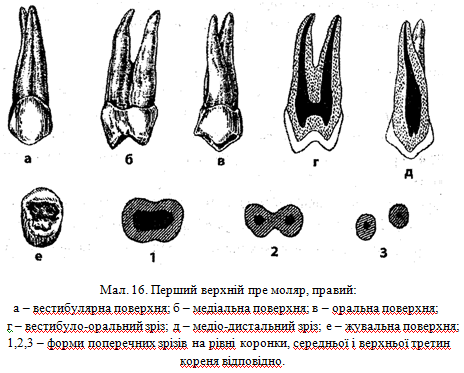 а б в г д
е 1 2 3
Мал. 16. Перший верхній пре моляр, правий:
а – вестибулярна поверхня; б – медіальна поверхня; в – оральна поверхня;
г – вестибуло-оральний зріз; д – медіо-дистальний зріз; е – жувальна поверхня;
1,2,3 – форми поперечних зрізів на рівні коронки, середньої і верхньої третин
кореня відповідно.